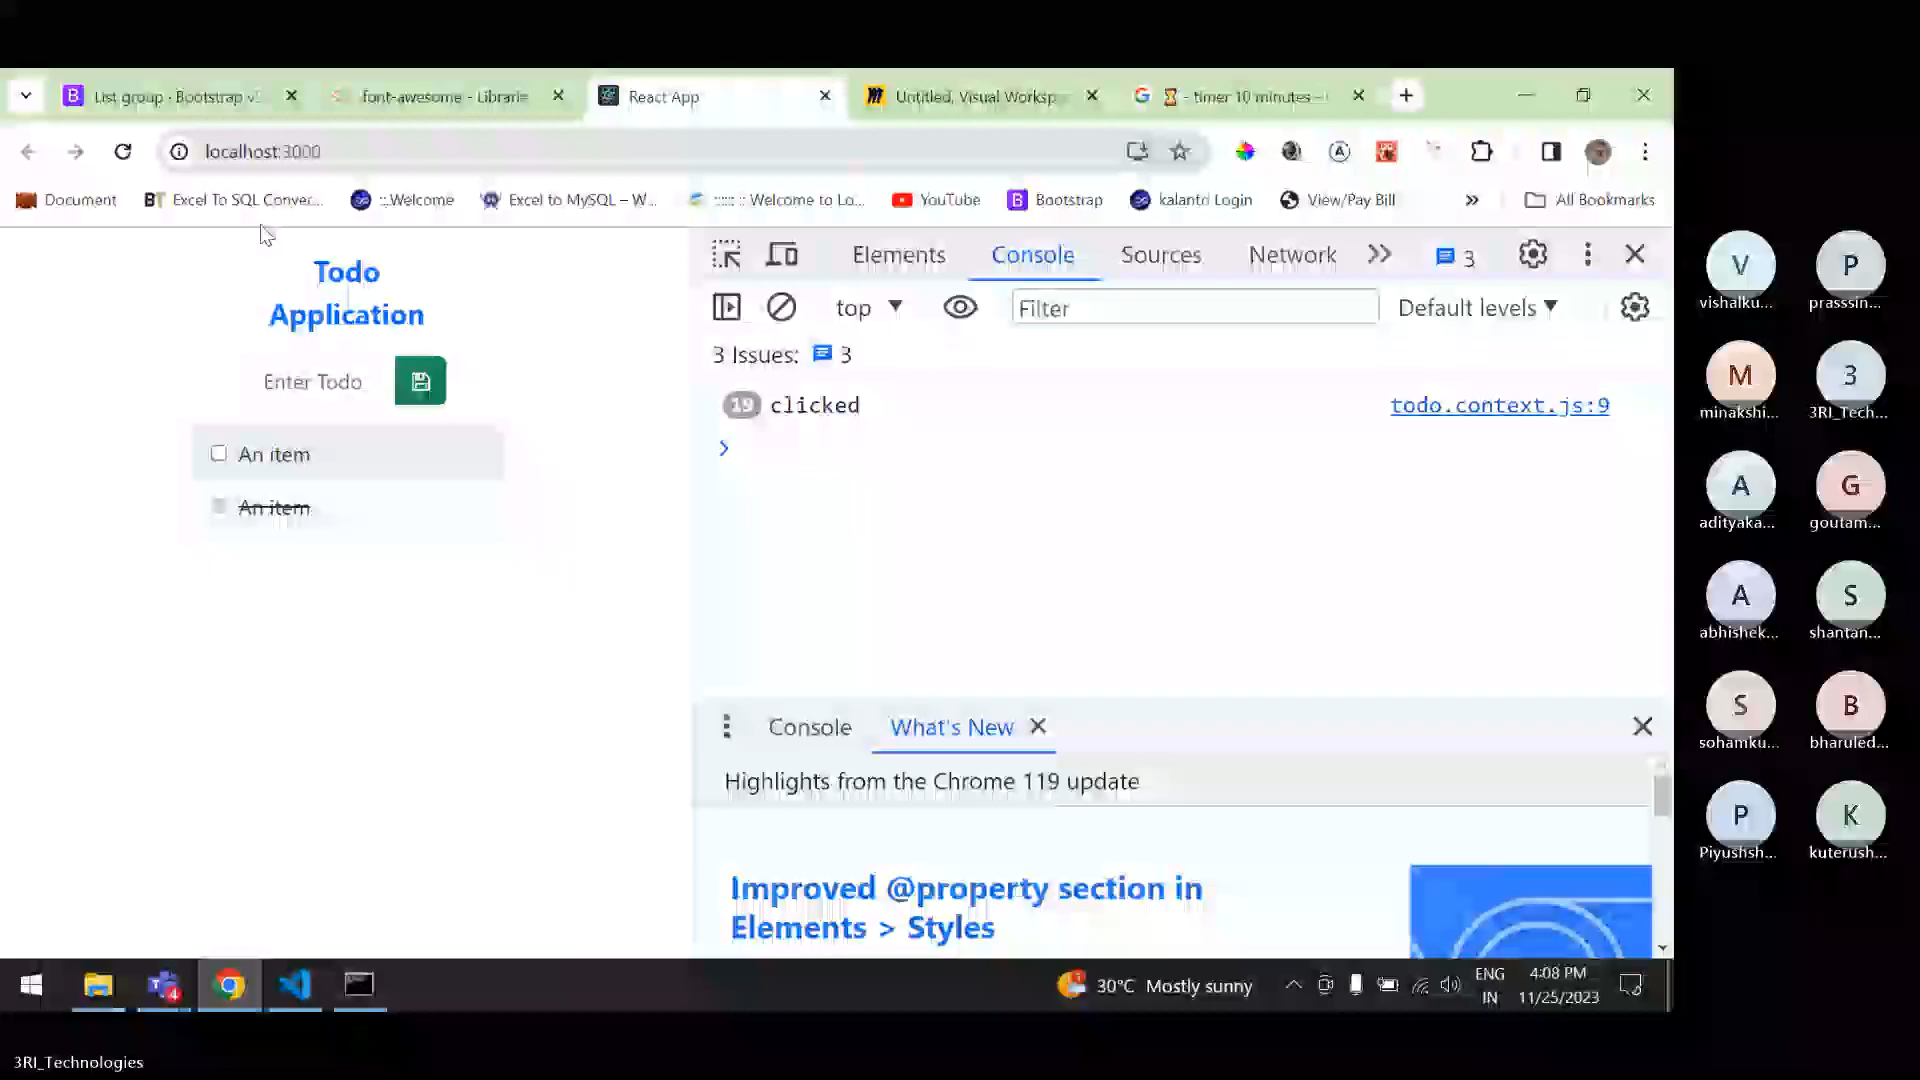 List group · Bootstrap v
font-awesome - Librarie
React App
Untitled, Visual Worksp
- timer 10 minutes -
localhost:3000
Document
Excel To SQL Conver...
::.Welcome
Excel to MySQL – W...
:::::: :: Welcome to Lo...
YouTube
Bootstrap
kalanto Login
View/Pay Bill
»
All Bookmarks
Todo
Application
Enter Todo
An item
An item
Elements
Console
Sources
Network
3
top
Filter
Default levels
3 Issues:
3
19
clicked
todo.context.js:9
Console
What's New
Highlights from the Chrome 119 update
Improved @property section in
Elements > Styles
V
vishalku...
P
prasssin...
M
minakshi...
3
3RI_Tech...
A
adityaka...
G
goutam...
A
abhishek...
S
shantan...
S
sohamku...
B
bharuled...
P
Piyushsh...
K
kuterush...
4
30°C Mostly sunny
ENG
IN
4:08 PM
11/25/2023
3RI_Technologies